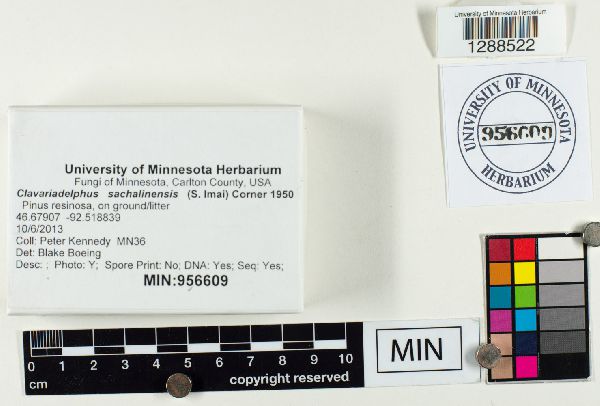 University of Minnesota Herbarium
1288522
UNIVERSITY OF MINNESOTA
956609
HERBARIUM
University of Minnesota Herbarium
Fungi of Minnesota, Carlton County, USA
Clavariadelphus sachalinensis (S. Imai) Corner 1950
Pinus resinosa, on ground/litter
46.67907 -92.518839
10/6/2013
Coll: Peter Kennedy MN36
Det: Blake Boeing
Desc: ; Photo: Y; Spore Print: No; DNA: Yes; Seq: Yes;
MIN:956609
0 1 2 3 4 5 6 7 8 9 10
cm
copyright reserved
MIN